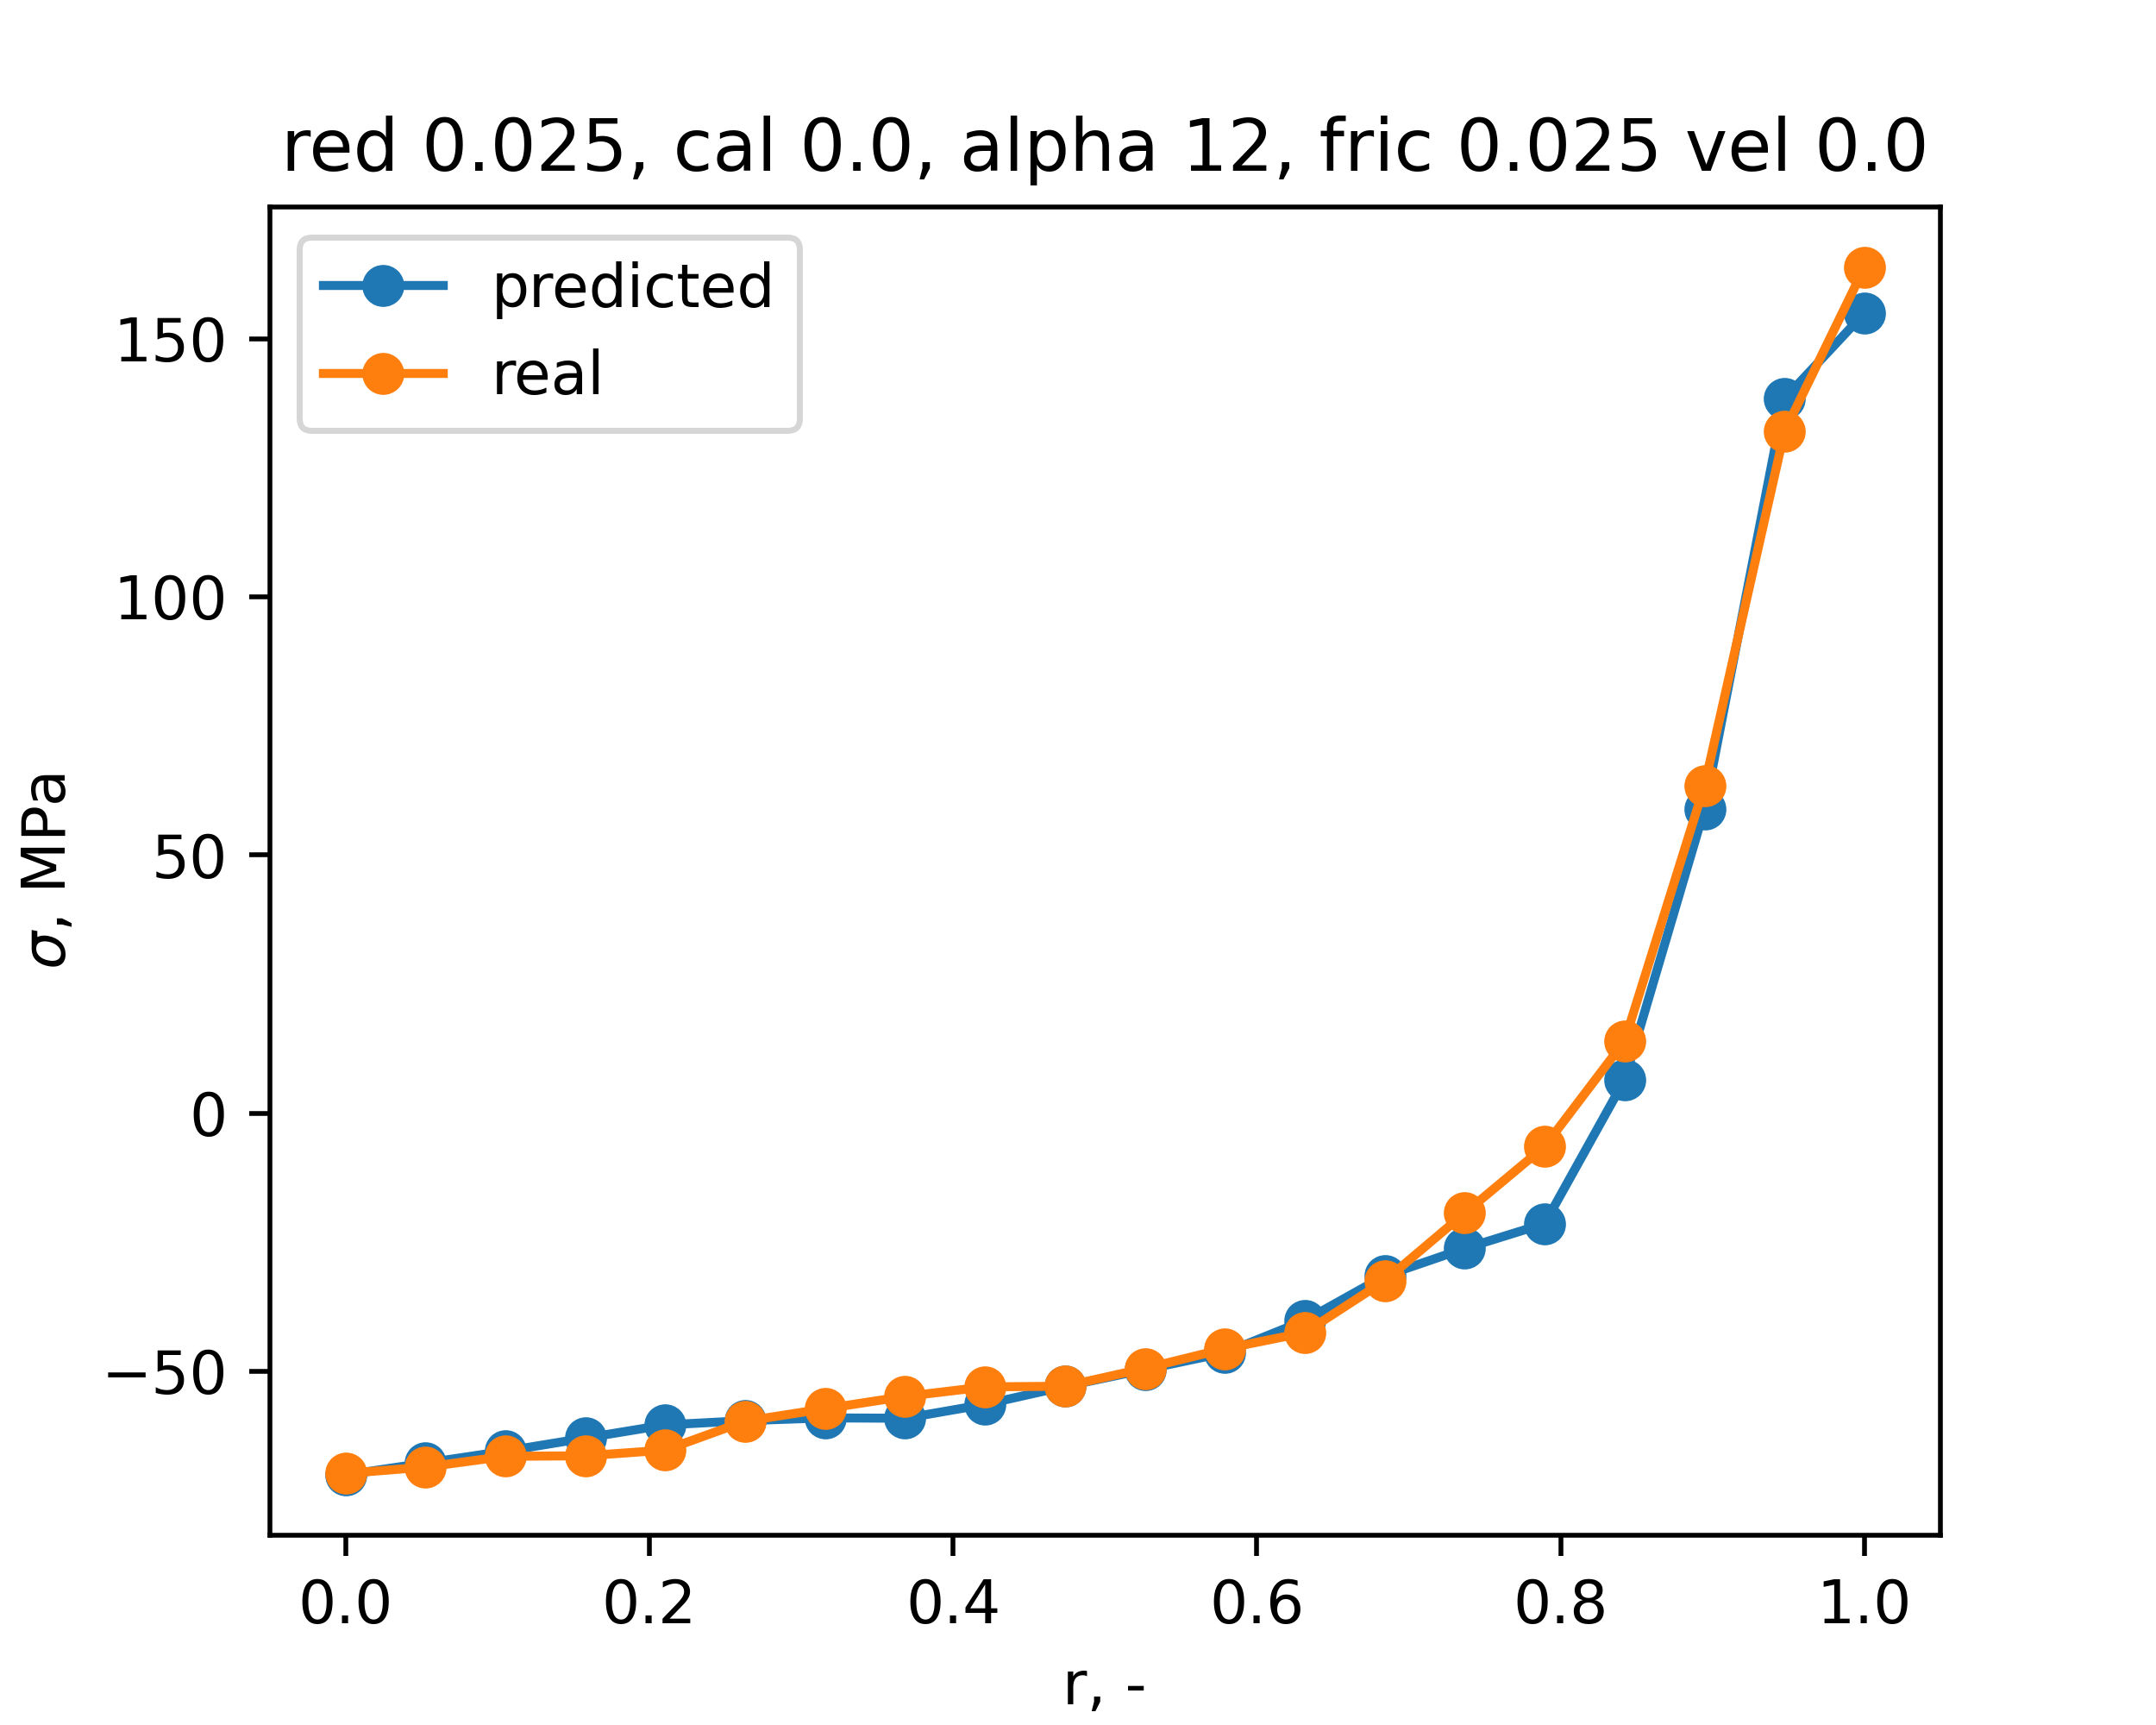 red 0.025, cal 0.0, alpha 12, fric 0.025 vel 0.0
predicted
real
150
100
50
0
−50
σ, MPa
0.0 0.2 0.4 0.6 0.8 1.0
r, -